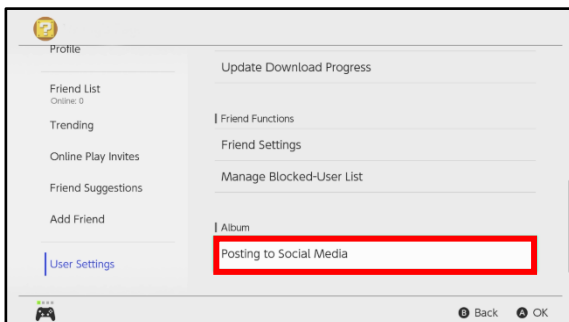 Profile
Friend List
Online: 0
Trending
Online Play Invites
Friend Suggestions
Add Friend
User Settings
Update Download Progress
Friend Functions
Friend Settings
Manage Blocked-User List
Album
Posting to Social Media
B Back A OK